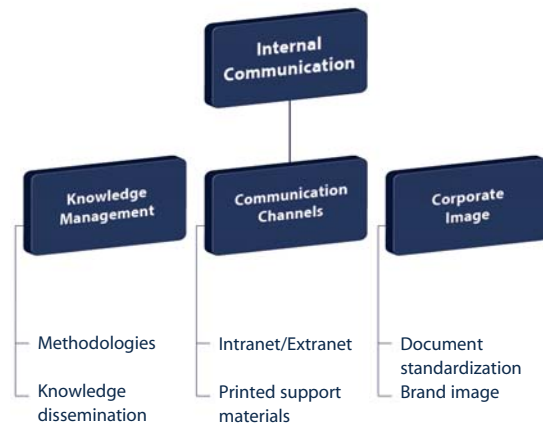 Internal
Communication
Knowledge
Management
Communication
Channels
Corporate
Image
Methodologies
Knowledge
dissemination
Intranet/Extranet
Printed support
materials
Document
standardization
Brand image